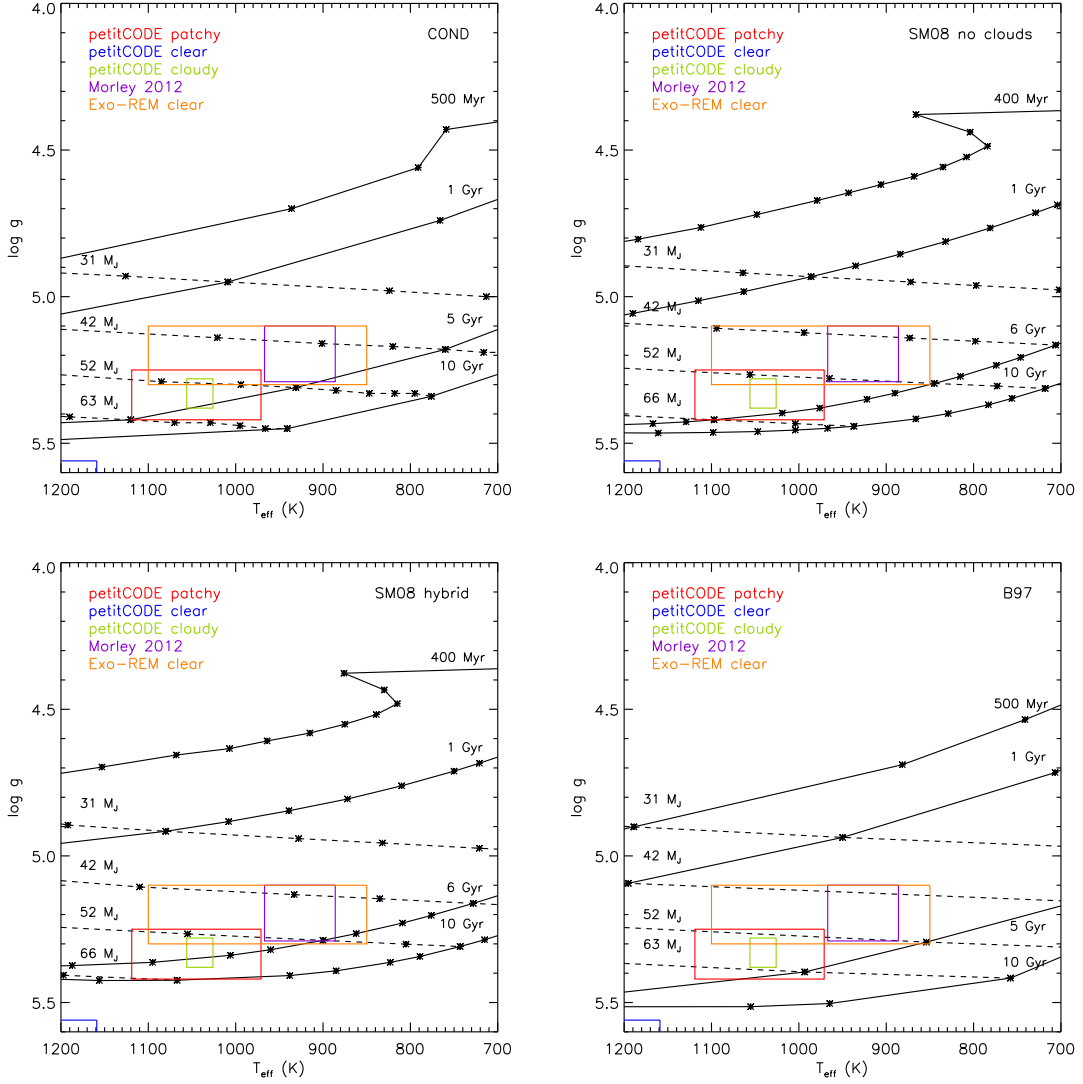 petitCODE patchy
petitCODE clear
petitCODE cloudy
Morley 2012
Exo-REM clear
COND
500 Myr
1 Gyr
31 MJ
42 MJ
5 Gyr
52 MJ
10 Gyr
63 MJ
4.0
4.5
5.0
5.5
log g
1200
1100
1000
900
800
700
Teff (K)
petitCODE patchy
petitCODE clear
petitCODE cloudy
Morley 2012
Exo-REM clear
SM08 no clouds
400 Myr
1 Gyr
31 MJ
42 MJ
6 Gyr
52 MJ
10 Gyr
66 MJ
4.0
4.5
5.0
5.5
log g
1200
1100
1000
900
800
700
Teff (K)
petitCODE patchy
petitCODE clear
petitCODE cloudy
Morley 2012
Exo-REM clear
SM08 hybrid
400 Myr
1 Gyr
31 MJ
42 MJ
6 Gyr
52 MJ
10 Gyr
66 MJ
4.0
4.5
5.0
5.5
log g
1200
1100
1000
900
800
700
Teff (K)
petitCODE patchy
petitCODE clear
petitCODE cloudy
Morley 2012
Exo-REM clear
B97
500 Myr
1 Gyr
31 MJ
42 MJ
52 MJ
5 Gyr
63 MJ
10 Gyr
4.0
4.5
5.0
5.5
log g
1200
1100
1000
900
800
700
Teff (K)